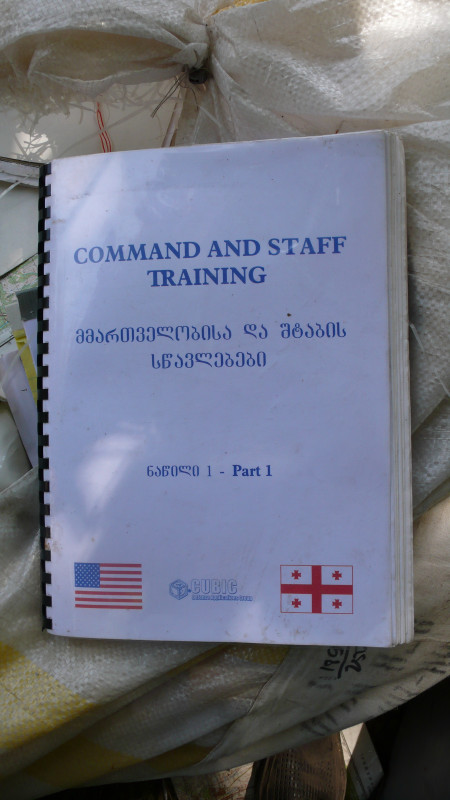 COMMAND AND STAFF
TRAINING
მმართველობისა და შტაბის
სწავლებები
ნაწილი 1 - Part 1
CUBIC